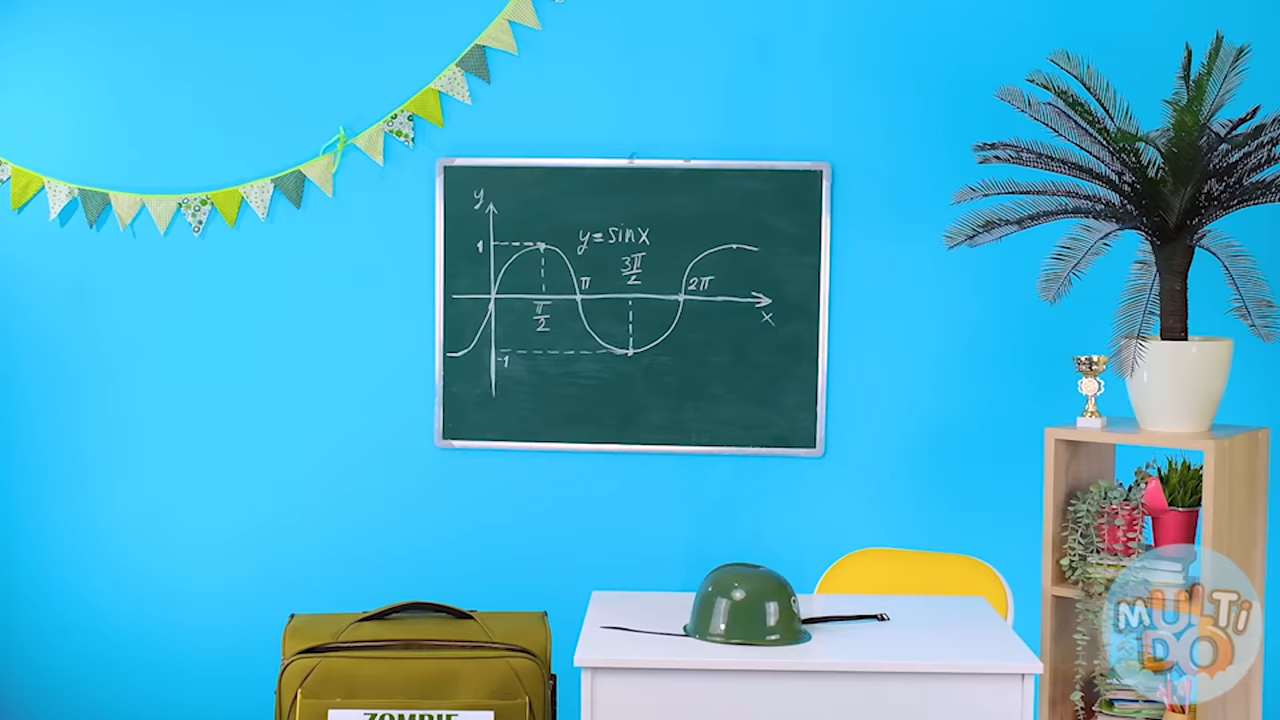 y
1
y=sinx
3π/2
π
2π
π/2
x
-1
ZOMBIE
MULTi
DO